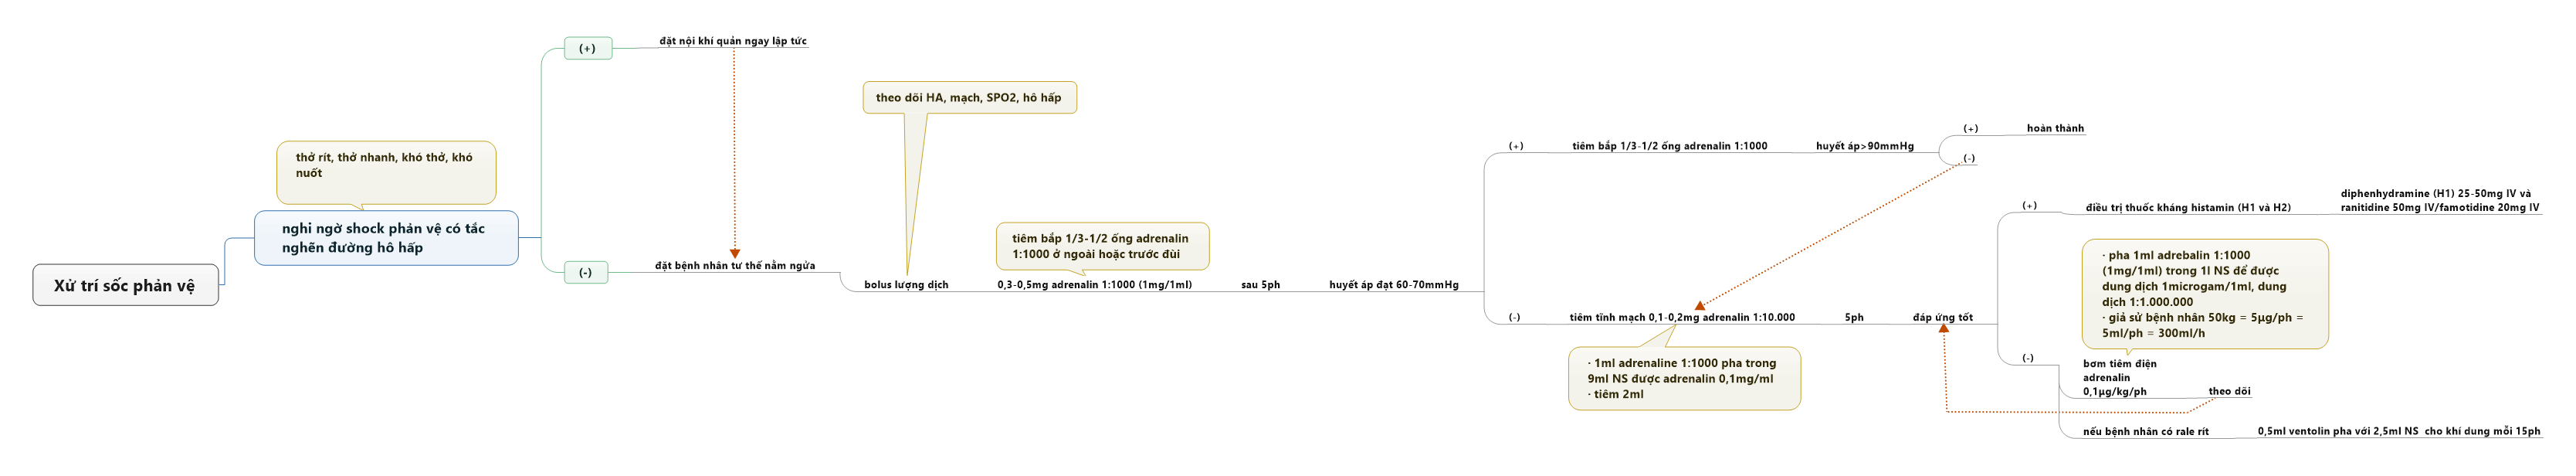 Xử trí sốc phản vệ
thở rít, thở nhanh, khó thở, khó
nuốt
nghi ngờ shock phản vệ có tắc
nghẽn đường hô hấp
(+)
đặt nội khí quản ngay lập tức
(-)
đặt bệnh nhân tư thế nằm ngửa
theo dõi HA, mạch, SPO2, hô hấp
bolus lượng dịch
tiêm bắp 1/3-1/2 ống adrenalin
1:1000 ở ngoài hoặc trước đùi
0,3-0,5mg adrenalin 1:1000 (1mg/1ml)
sau 5ph
huyết áp đạt 60-70mmHg
(+)
tiêm bắp 1/3-1/2 ống adrenalin 1:1000
huyết áp>90mmHg
(+)
hoàn thành
(-)
(-)
tiêm tĩnh mạch 0,1-0,2mg adrenalin 1:10.000
· 1ml adrenaline 1:1000 pha trong
9ml NS được adrenalin 0,1mg/ml
· tiêm 2ml
5ph
đáp ứng tốt
(+)
điều trị thuốc kháng histamin (H1 và H2)
diphenhydramine (H1) 25-50mg IV và
ranitidine 50mg IV/famotidine 20mg IV
(-)
· pha 1ml adrebalin 1:1000
(1mg/1ml) trong 1l NS để được
dung dịch 1microgam/1ml, dung
dịch 1:1.000.000
· giả sử bệnh nhân 50kg = 5µg/ph =
5ml/ph = 300ml/h
bơm tiêm điện
adrenalin
0,1µg/kg/ph
theo dõi
nếu bệnh nhân có rale rít
0,5ml ventolin pha với 2,5ml NS  cho khí dung mỗi 15ph